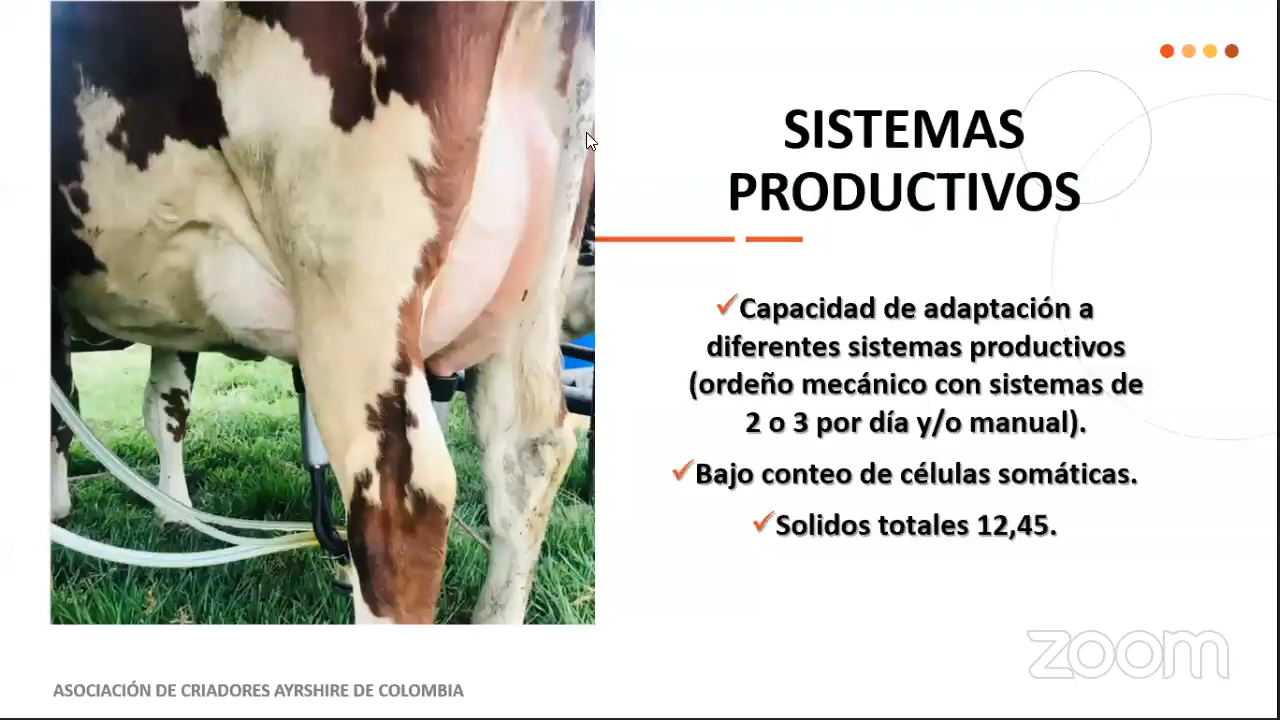 SISTEMAS
PRODUCTIVOS
✓Capacidad de adaptación a
diferentes sistemas productivos
(ordeño mecánico con sistemas de
2 o 3 por día y/o manual).
✓Bajo conteo de células somáticas.
✓Solidos totales 12,45.
zoom
ASOCIACIÓN DE CRIADORES AYRSHIRE DE COLOMBIA